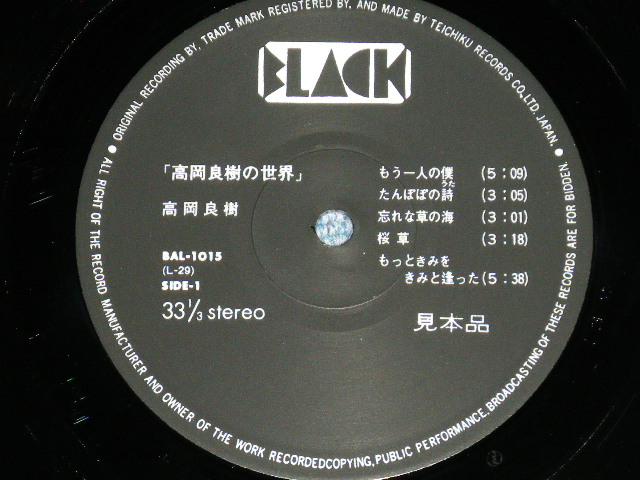 BLACK
「高岡良樹の世界」
高岡良樹
BAL-1015
(L-29)
SIDE-1
33 1/3 stereo
もう一人の僕 (5:09)
うた
たんぽぽの詩 (3:05)
忘れな草の海 (3:01)
桜草 (3:18)
もっときみを
きみと逢った(5:38)
見本品
ORIGINAL RECORDING BY, TRADE MARK REGISTERED BY, AND MADE BY TEICHIKU RECORDS CO.,LTD. JAPAN.
ALL RIGHT OF THE RECORD MANUFACTURER AND OWNER OF THE WORK RECORDEDCOPYING, PUBLIC PERFORMANCE, BROADCASTING OF THESE RECORDS ARE FOR BIDDEN.